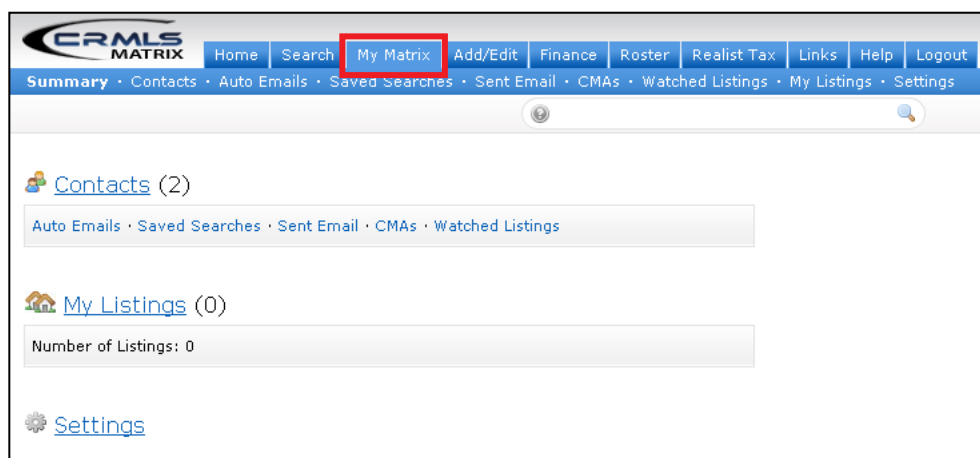 CRMLS
MATRIX
Home Search My Matrix Add/Edit Finance Roster Realist Tax Links Help Logout
Summary · Contacts · Auto Emails · Saved Searches · Sent Email · CMAs · Watched Listings · My Listings · Settings
?
Contacts (2)
Auto Emails · Saved Searches · Sent Email · CMAs · Watched Listings
My Listings (0)
Number of Listings: 0
Settings